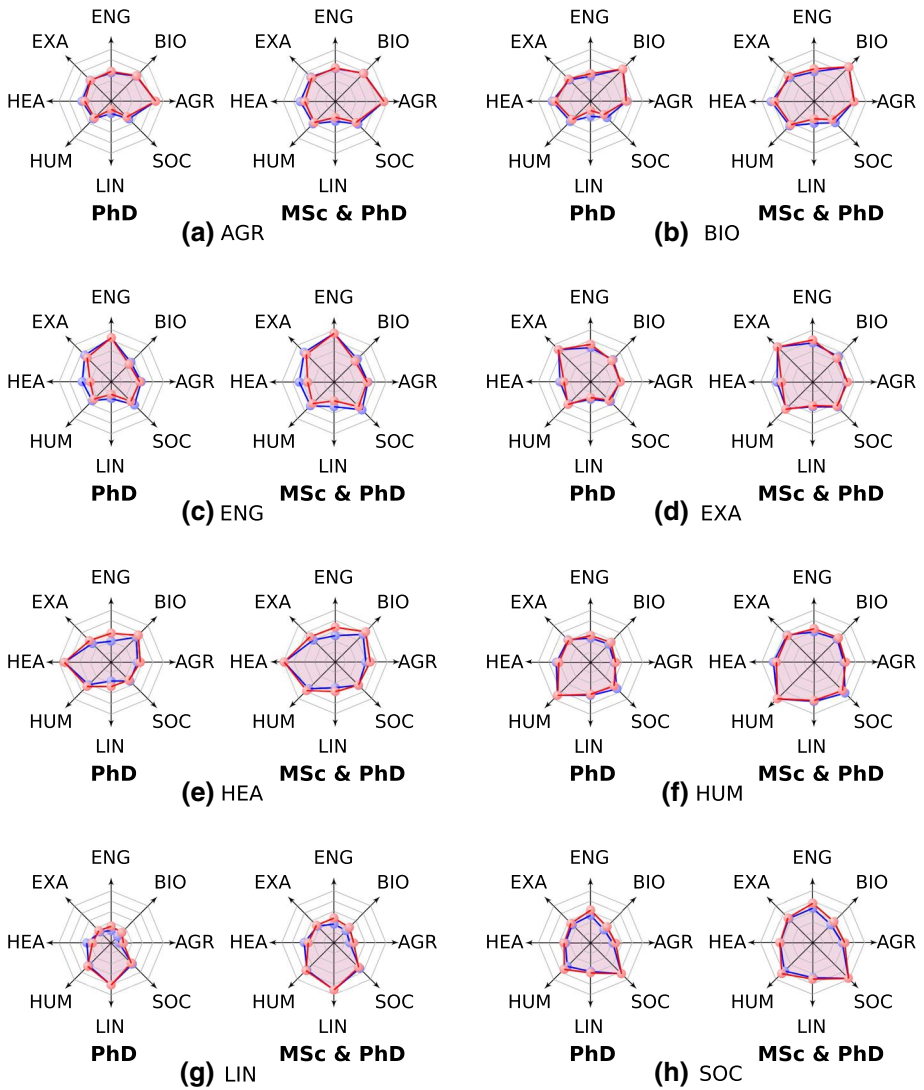 ENG ENG ENG ENG
EXA BIO EXA BIO EXA BIO EXA BIO
HEA AGR HEA AGR HEA AGR HEA AGR
HUM SOC HUM SOC HUM SOC HUM SOC
LIN LIN LIN LIN
PhD MSc & PhD PhD MSc & PhD
(a) AGR (b) BIO
ENG ENG ENG ENG
EXA BIO EXA BIO EXA BIO EXA BIO
HEA AGR HEA AGR HEA AGR HEA AGR
HUM SOC HUM SOC HUM SOC HUM SOC
LIN LIN LIN LIN
PhD MSc & PhD PhD MSc & PhD
(c) ENG (d) EXA
ENG ENG ENG ENG
EXA BIO EXA BIO EXA BIO EXA BIO
HEA AGR HEA AGR HEA AGR HEA AGR
HUM SOC HUM SOC HUM SOC HUM SOC
LIN LIN LIN LIN
PhD MSc & PhD PhD MSc & PhD
(e) HEA (f) HUM
ENG ENG ENG ENG
EXA BIO EXA BIO EXA BIO EXA BIO
HEA AGR HEA AGR HEA AGR HEA AGR
HUM SOC HUM SOC HUM SOC HUM SOC
LIN LIN LIN LIN
PhD MSc & PhD PhD MSc & PhD
(g) LIN (h) SOC